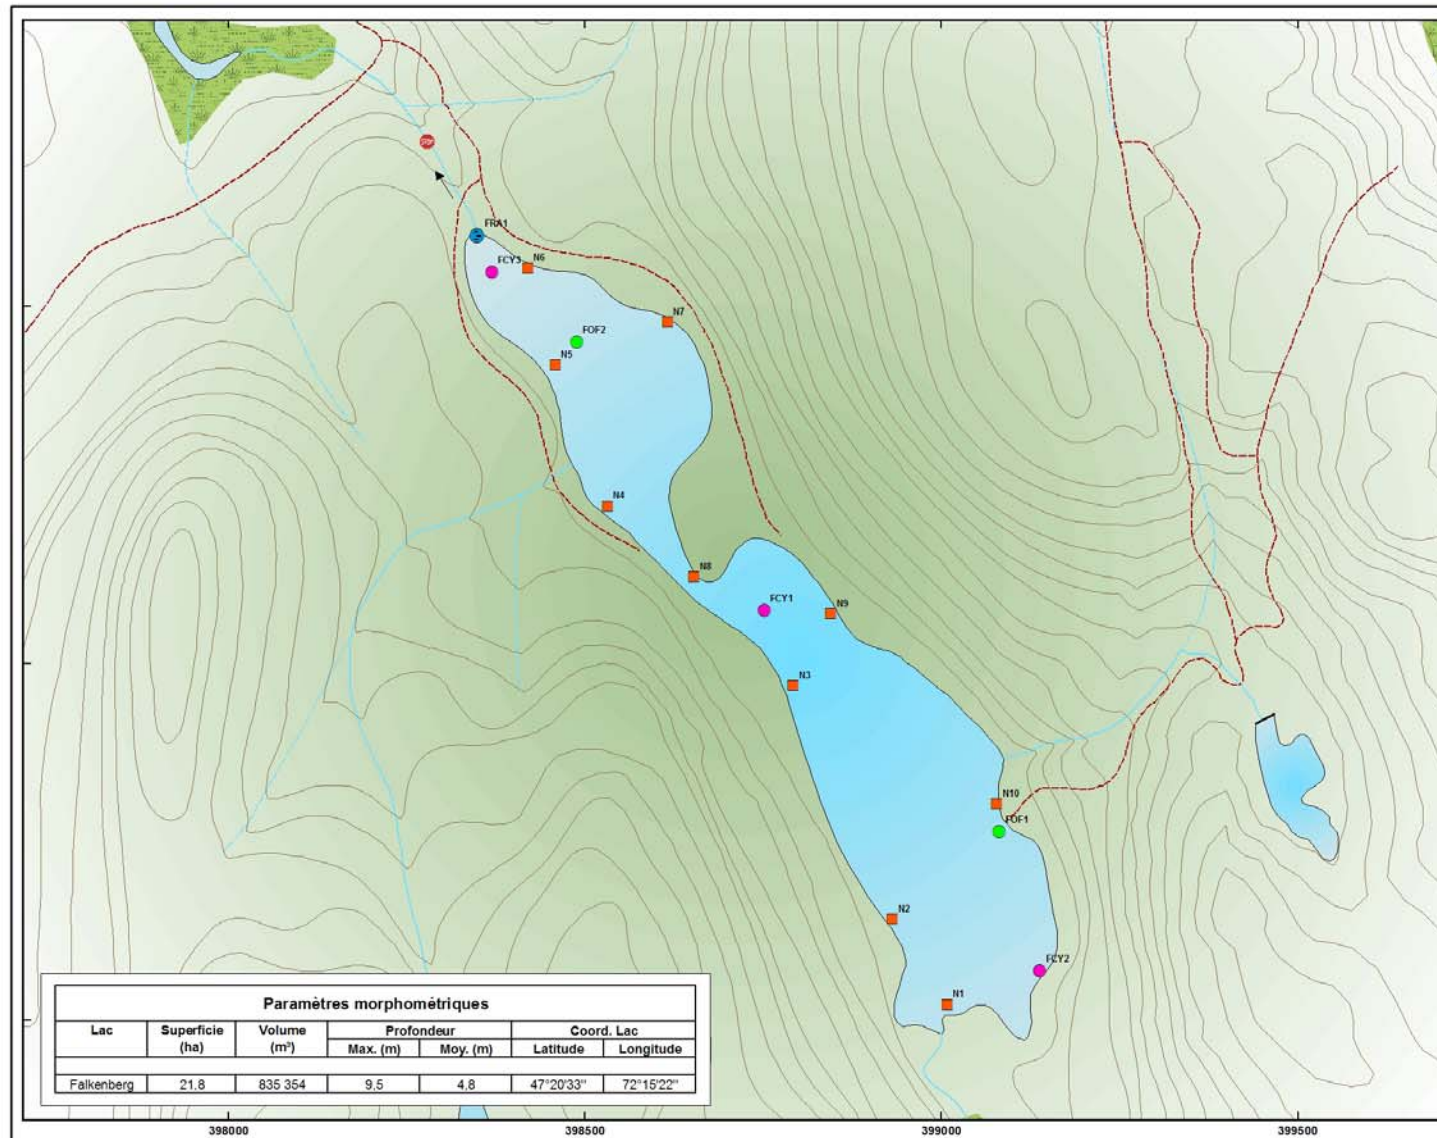 STOP
FRA1
FCY3
N6
N7
FOF2
N5
N4
N8
FCY1
N9
N3
N10
FOF1
N2
FCY2
N1
Paramètres morphométriques
Lac Superficie (ha) Volume (m³) Profondeur Coord. Lac
Max. (m) Moy. (m) Latitude Longitude
Falkenberg 21,8 835 354 9,5 4,8 47°20'33" 72°15'22"
398000 398500 399000 399500